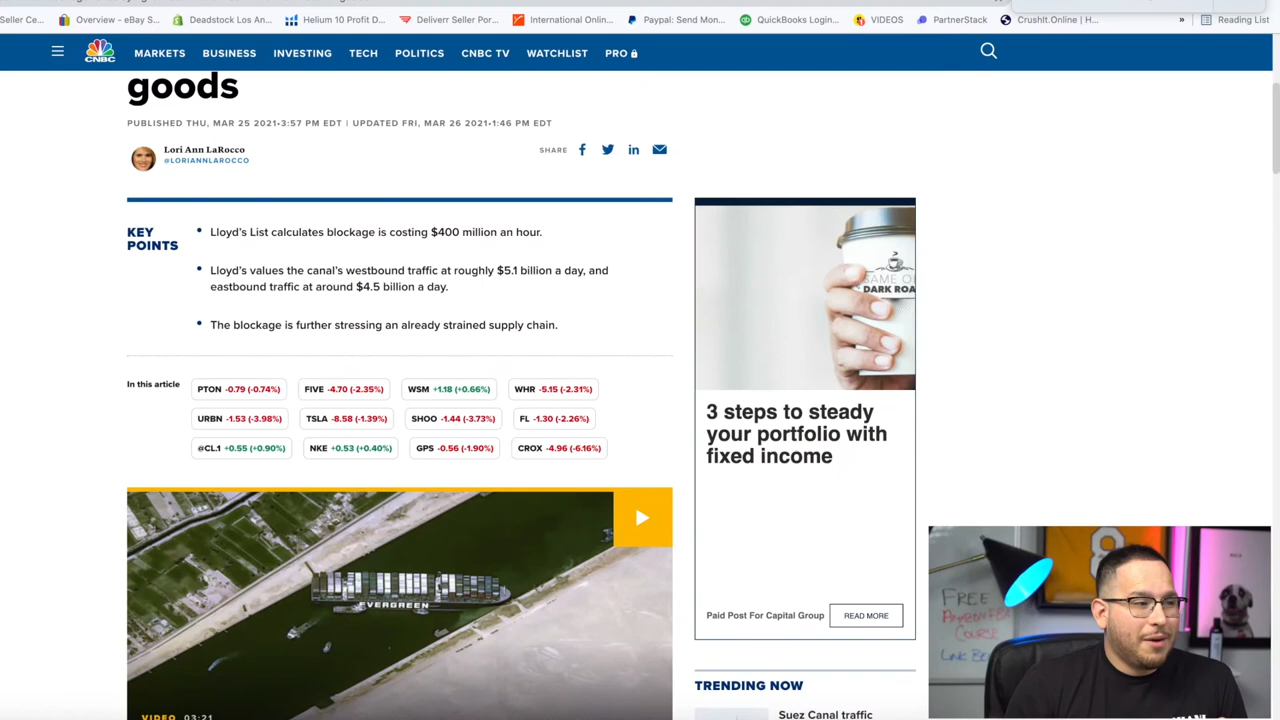 Seller Ce...
Overview - eBay S...
Deadstock Los An...
Helium 10 Profit D...
Deliverr Seller Por...
International Onlin...
Paypal: Send Mon...
QuickBooks Login...
VIDEOS
PartnerStack
CrushIt.Online | H...
»
Reading List
CNBC
MARKETS
BUSINESS
INVESTING
TECH
POLITICS
CNBC TV
WATCHLIST
PRO
goods
PUBLISHED THU, MAR 25 2021•3:57 PM EDT | UPDATED FRI, MAR 26 2021•1:46 PM EDT
Lori Ann LaRocco
@LORIANNLAROCCO
SHARE
KEY
POINTS
• Lloyd's List calculates blockage is costing $400 million an hour.
• Lloyd's values the canal's westbound traffic at roughly $5.1 billion a day, and
eastbound traffic at around $4.5 billion a day.
• The blockage is further stressing an already strained supply chain.
In this article
PTON -0.79 (-0.74%)
FIVE -4.70 (-2.35%)
WSM +1.18 (+0.66%)
WHR -5.15 (-2.31%)
URBN -1.53 (-3.98%)
TSLA -8.58 (-1.39%)
SHOO -1.44 (-3.73%)
FL -1.30 (-2.26%)
@CL.1 +0.55 (+0.90%)
NKE +0.53 (+0.40%)
GPS -0.56 (-1.90%)
CROX -4.96 (-6.16%)
EVERGREEN
VIDEO 03:21
SAME O
DARK ROA
3 steps to steady
your portfolio with
fixed income
Paid Post For Capital Group
READ MORE
TRENDING NOW
Suez Canal traffic
FREE
COURSE